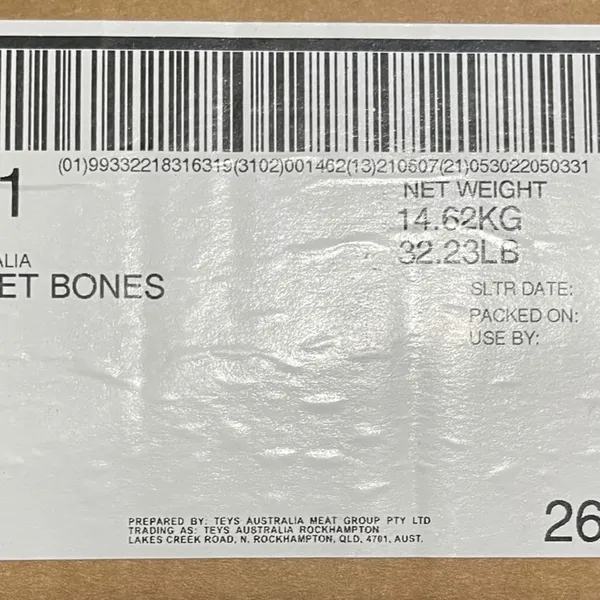 (01)99332218316319(3102)001462(13)210507(21)053022050331
1
NET WEIGHT
14.62KG
32.23LB
ALIA
ET BONES
SLTR DATE:
PACKED ON:
USE BY:
PREPARED BY: TEYS AUSTRALIA MEAT GROUP PTY LTD
TRADING AS: TEYS AUSTRALIA ROCKHAMPTON
LAKES CREEK ROAD, N. ROCKHAMPTON, QLD, 4701, AUST.
26